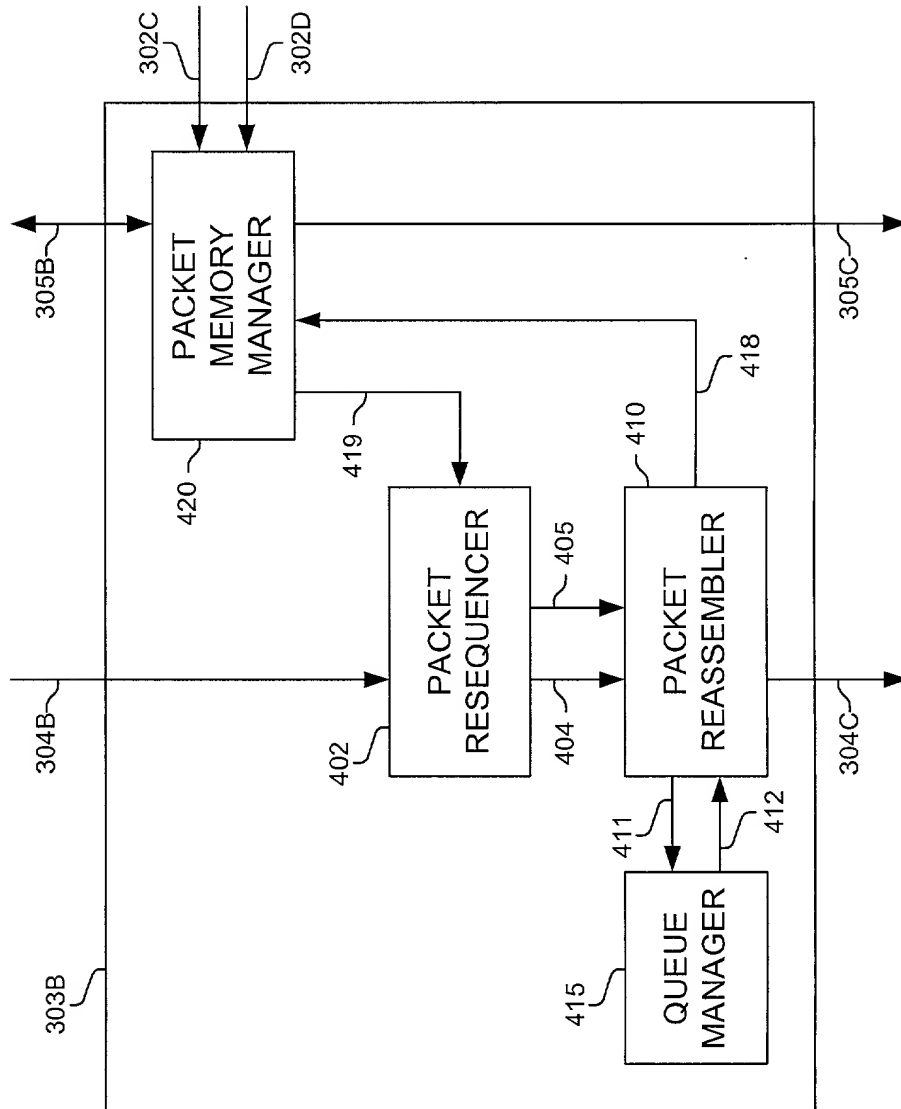 302C
302D
305B
PACKET
MEMORY
MANAGER
420
419
305C
418
304B
402
PACKET
RESEQUENCER
405
404
410
PACKET
REASSEMBLER
304C
411
412
303B
415
QUEUE
MANAGER